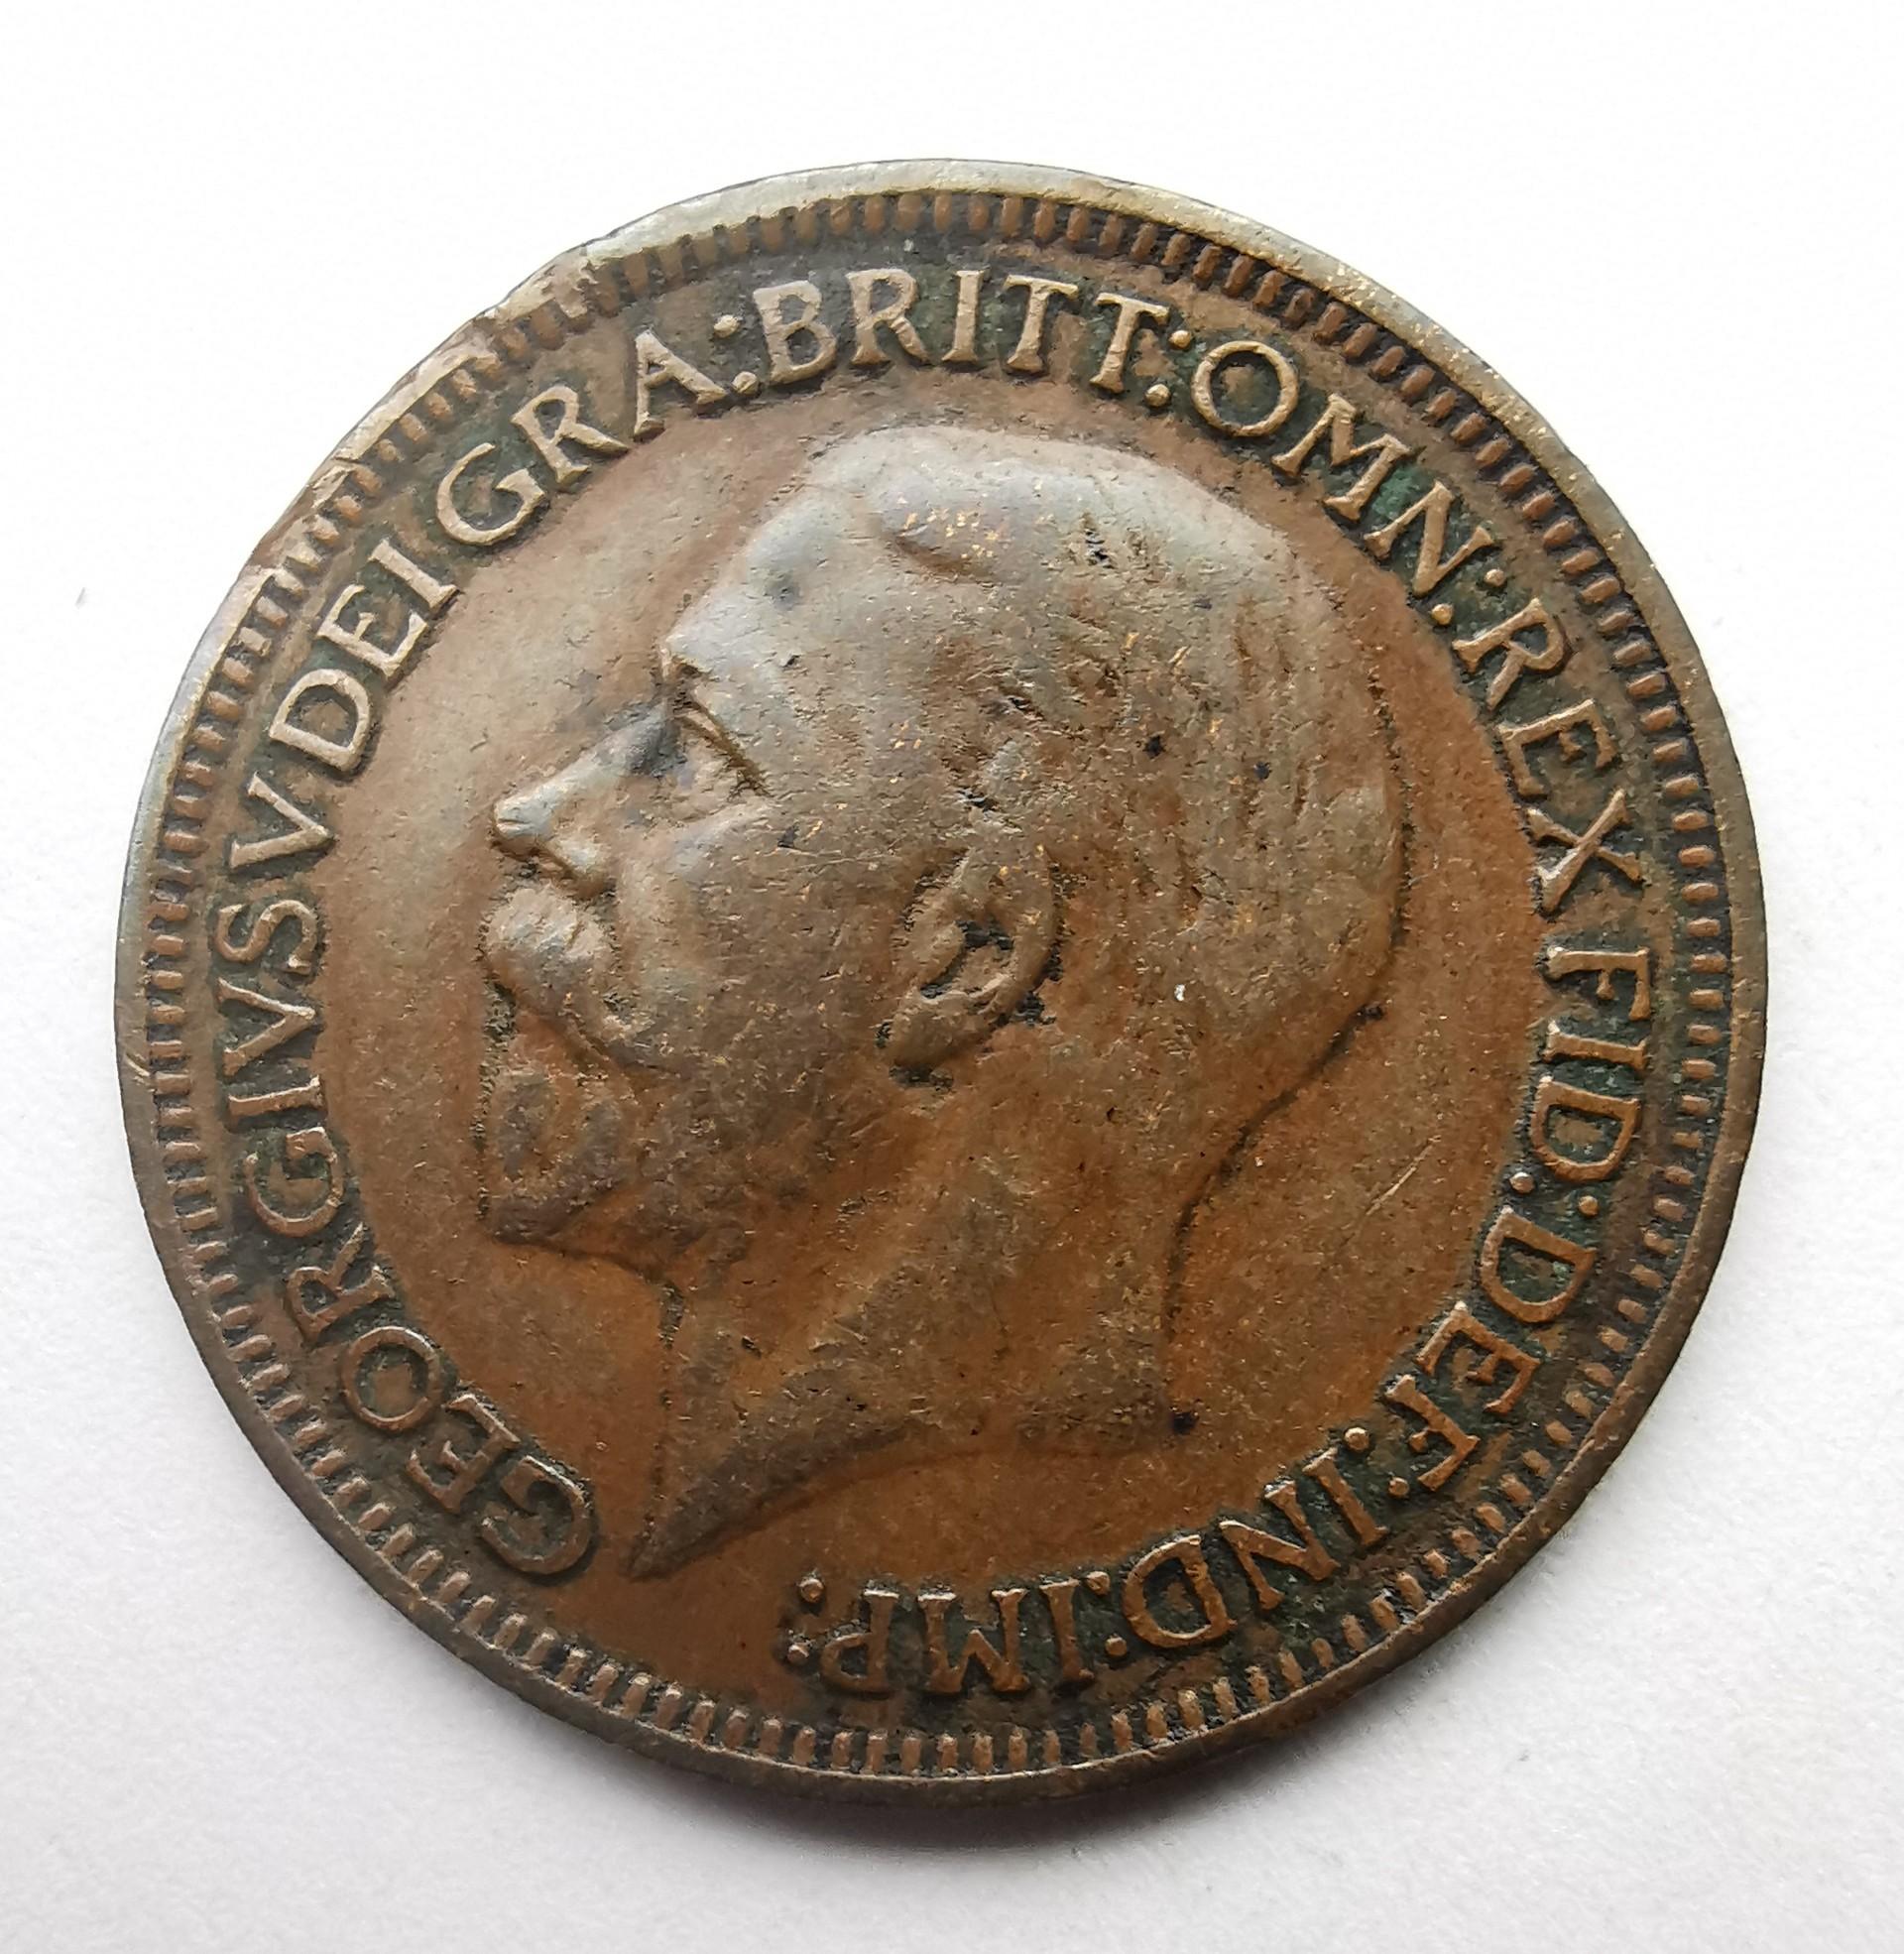 GEORGIVS V DEI GRA: BRITT: OMN: REX FID: DEF: IND: IMP: